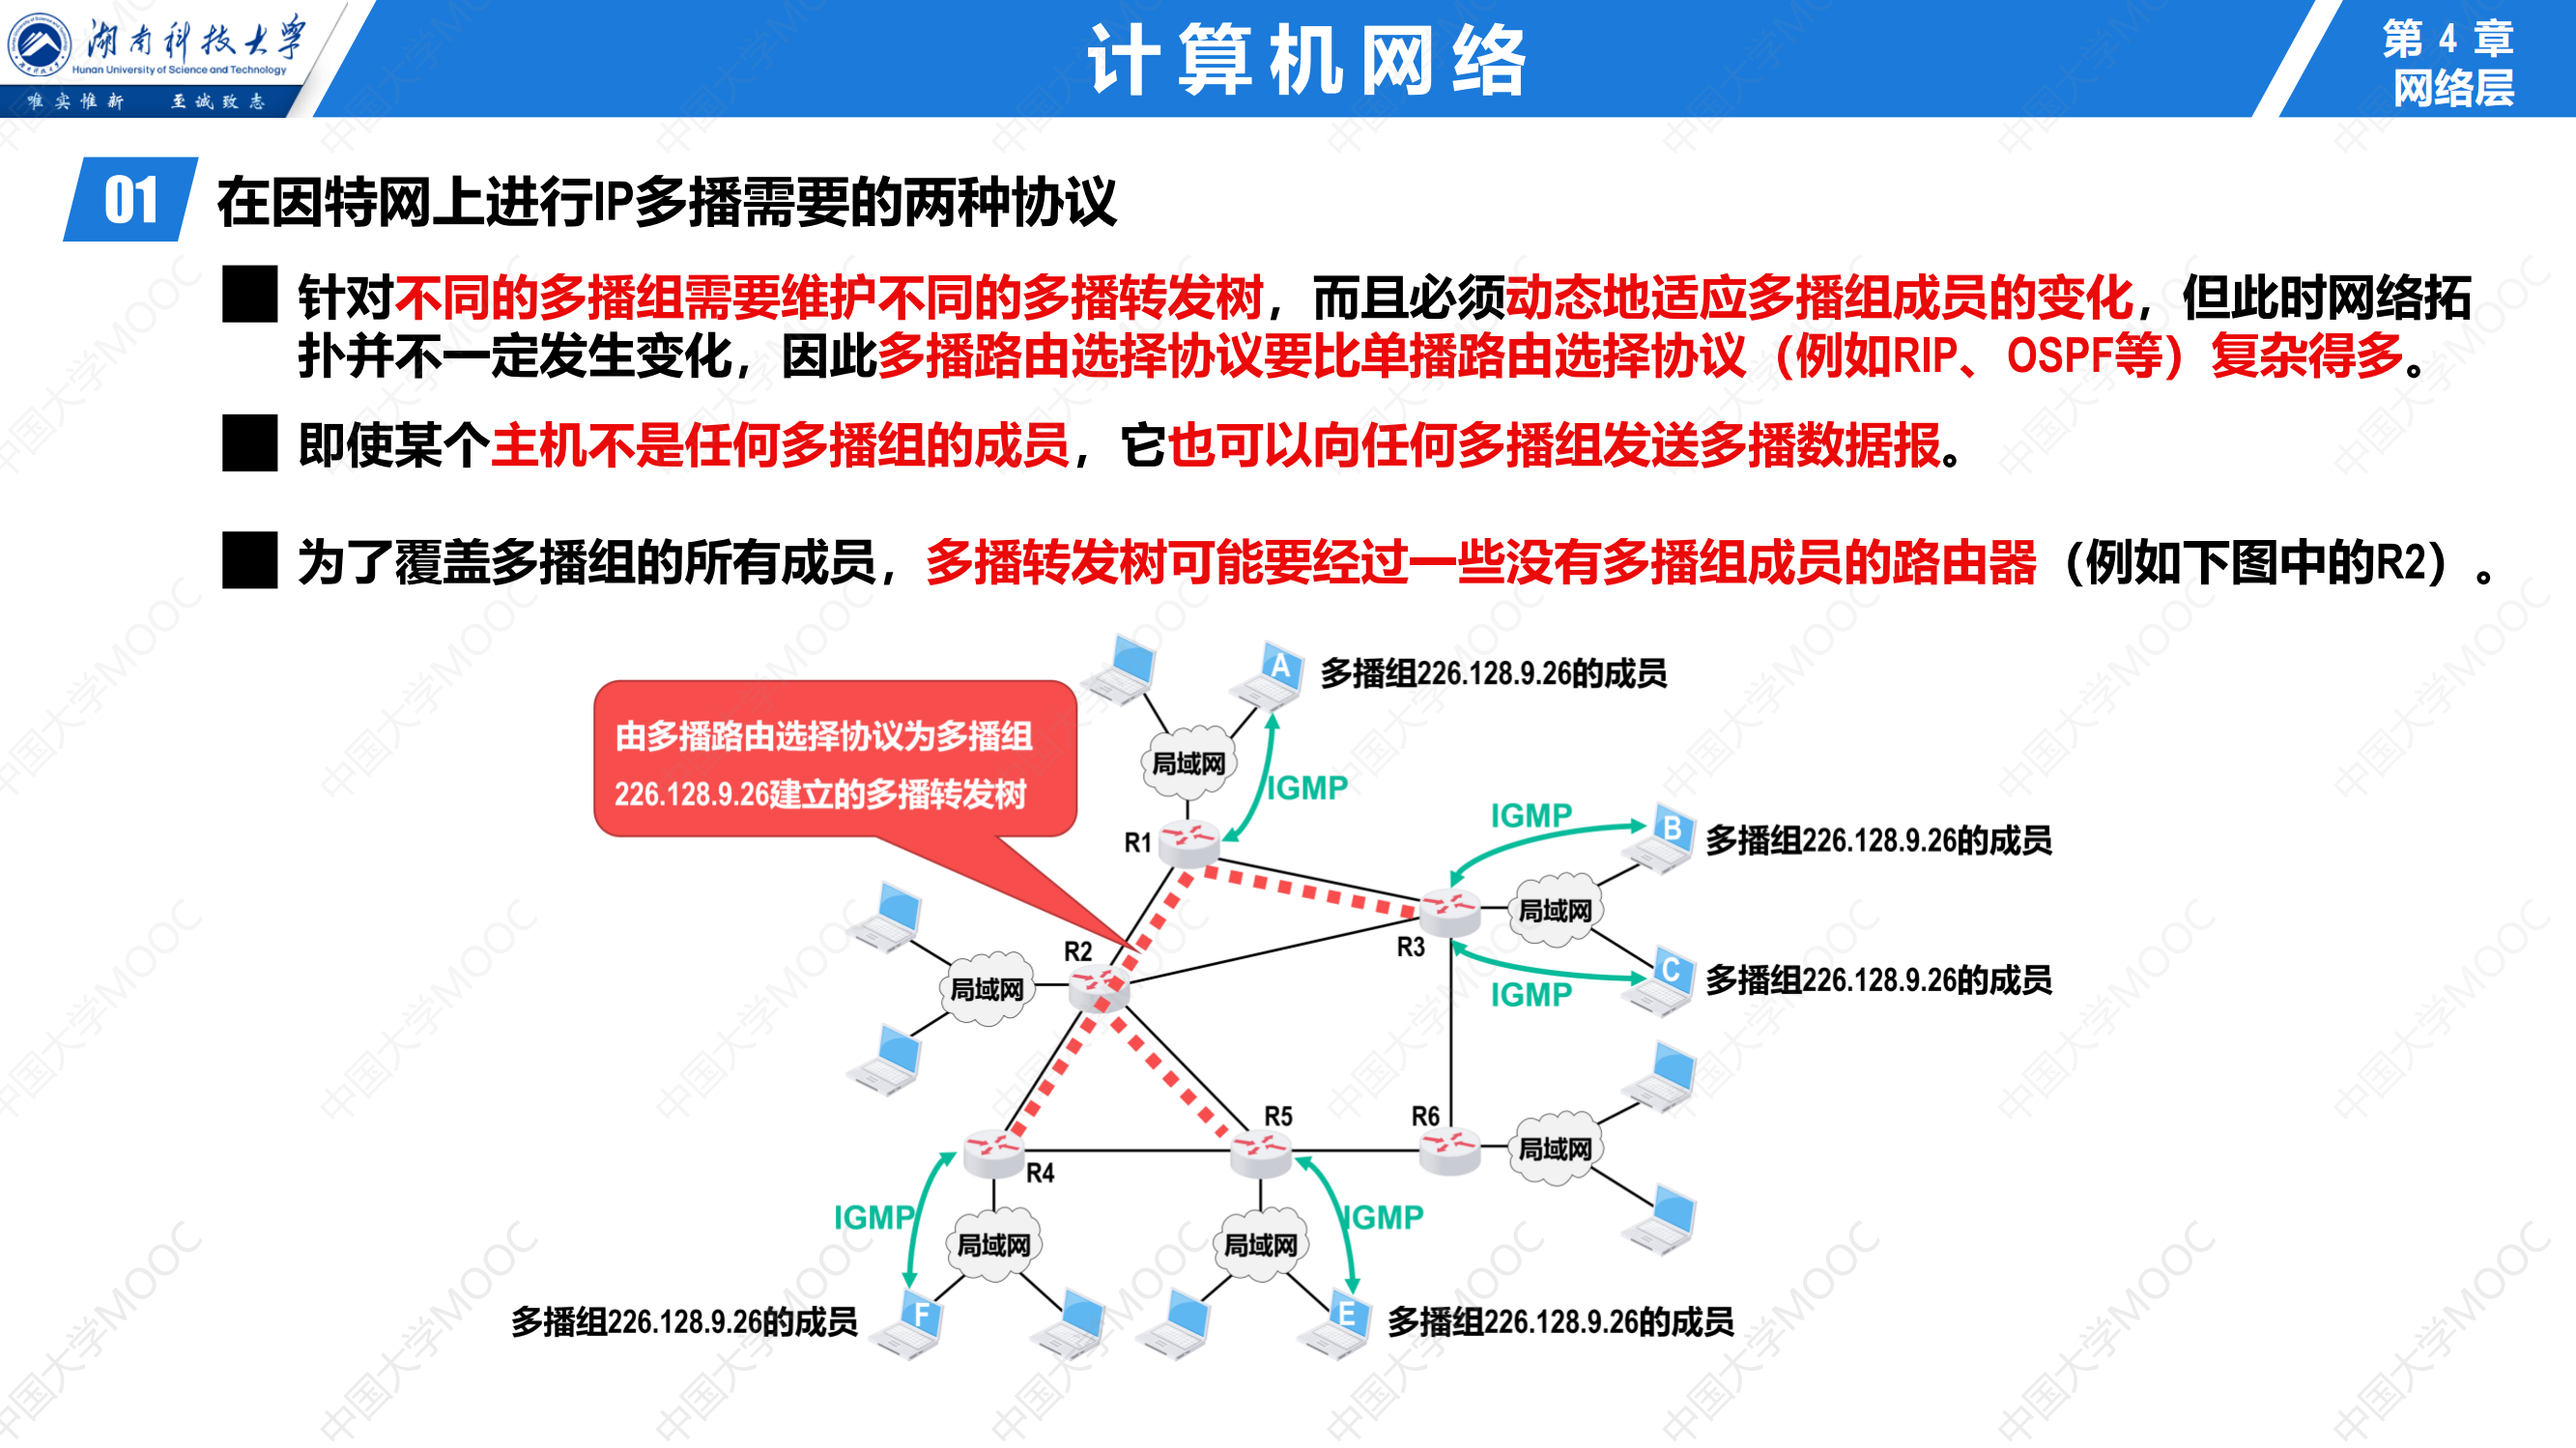 湖南科技大学
Hunan University of Science and Technology
唯实惟新 至诚致志
计算机网络
第 4 章
网络层
01
在因特网上进行IP多播需要的两种协议
针对不同的多播组需要维护不同的多播转发树，而且必须动态地适应多播组成员的变化，但此时网络拓
扑并不一定发生变化，因此多播路由选择协议要比单播路由选择协议（例如RIP、OSPF等）复杂得多。
即使某个主机不是任何多播组的成员，它也可以向任何多播组发送多播数据报。
为了覆盖多播组的所有成员，多播转发树可能要经过一些没有多播组成员的路由器（例如下图中的R2）。
由多播路由选择协议为多播组
226.128.9.26建立的多播转发树
A
多播组226.128.9.26的成员
局域网
IGMP
R1
IGMP
B
多播组226.128.9.26的成员
局域网
R3
R2
局域网
IGMP
C
多播组226.128.9.26的成员
R5
R6
局域网
R4
IGMP
IGMP
局域网
局域网
多播组226.128.9.26的成员
F
E
多播组226.128.9.26的成员
中国大学MOOC